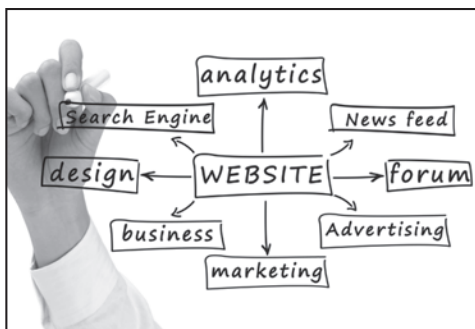 analytics
Search Engine
News feed
design
WEBSITE
forum
business
Advertising
marketing